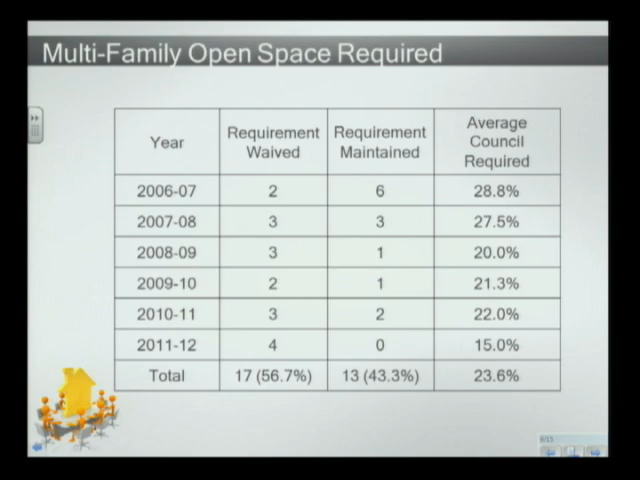 Multi-Family Open Space Required
Year
Requirement
Waived
Requirement
Maintained
Average
Council
Required
2006-07 2 6 28.8%
2007-08 3 3 27.5%
2008-09 3 1 20.0%
2009-10 2 1 21.3%
2010-11 3 2 22.0%
2011-12 4 0 15.0%
Total 17 (56.7%) 13 (43.3%) 23.6%